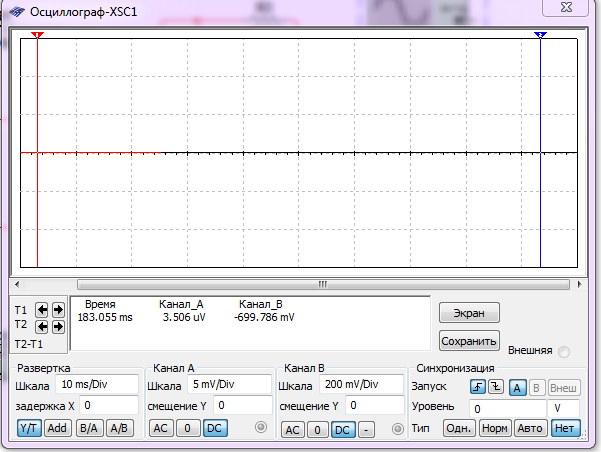 Осциллограф-XSC1
1
2
T1
T2
T2-T1
Время Канал_A Канал_B
183.055 ms 3.506 uV -699.786 mV
Экран
Сохранить
Внешняя
Развертка
Шкала 10 ms/Div
задержка X 0
Y/T Add B/A A/B
Канал A
Шкала 5 mV/Div
смещение Y 0
AC 0 DC
Канал B
Шкала 200 mV/Div
смещение Y 0
AC 0 DC -
Синхронизация
Запуск A B Внеш
Уровень 0 V
Тип Одн. Норм Авто Нет